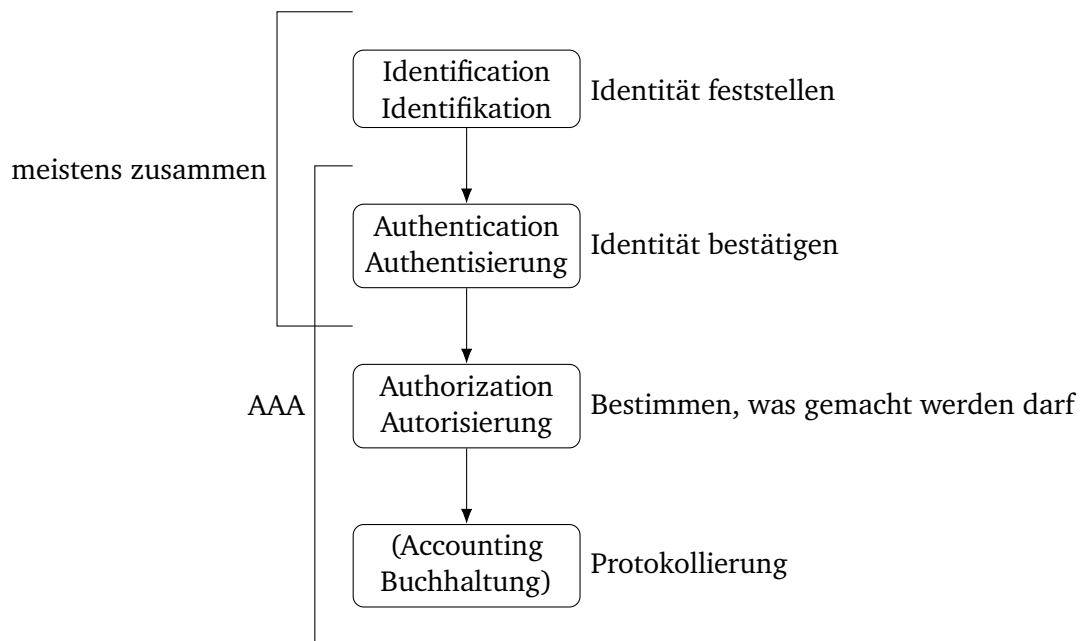 Identification
Identifikation
Identität feststellen
meistens zusammen
Authentication
Authentisierung
Identität bestätigen
AAA
Authorization
Autorisierung
Bestimmen, was gemacht werden darf
(Accounting
Buchhaltung)
Protokollierung